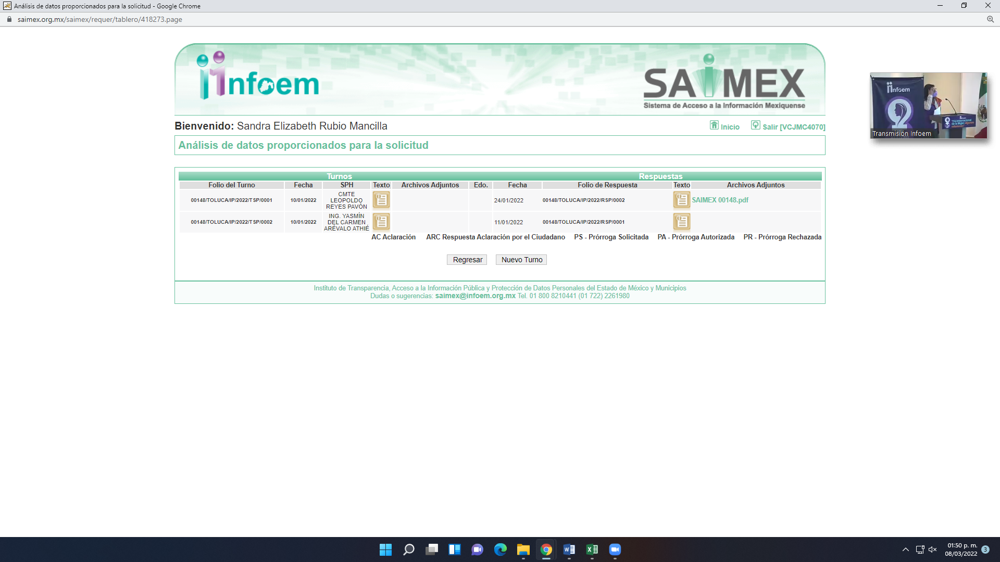 Análisis de datos proporcionados para la solicitud - Google Chrome
saimex.org.mx/saimex/requer/tablero/418273.page
infoem
SAIMEX
Sistema de Acceso a la Información Mexiquense
Bienvenido: Sandra Elizabeth Rubio Mancilla
Inicio
Salir [VCJMC4070]
infoem
Día Internacional
de la Mujer:
Transmisión Infoem
Análisis de datos proporcionados para la solicitud
Turnos Respuestas
Folio del Turno Fecha SPH Texto Archivos Adjuntos Edo. Fecha Folio de Respuesta Texto Archivos Adjuntos
00148/TOLUCA/IP/2022/TSP/0001 10/01/2022 CMTE LEOPOLDO REYES PAVÓN 24/01/2022 00148/TOLUCA/IP/2022/RSP/0002 SAIMEX 00148.pdf
00148/TOLUCA/IP/2022/TSP/0002 10/01/2022 ING. YASMÍN DEL CARMEN ARÉVALO ATHIÉ 11/01/2022 00148/TOLUCA/IP/2022/RSP/0001
AC Aclaración ARC Respuesta Aclaración por el Ciudadano PS - Prórroga Solicitada PA - Prórroga Autorizada PR - Prórroga Rechazada
Regresar Nuevo Turno
Instituto de Transparencia, Acceso a la Información Pública y Protección de Datos Personales del Estado de México y Municipios
Dudas o sugerencias: saimex@infoem.org.mx Tel. 01 800 8210441 (01 722) 2261980
01:50 p. m.
08/03/2022
3